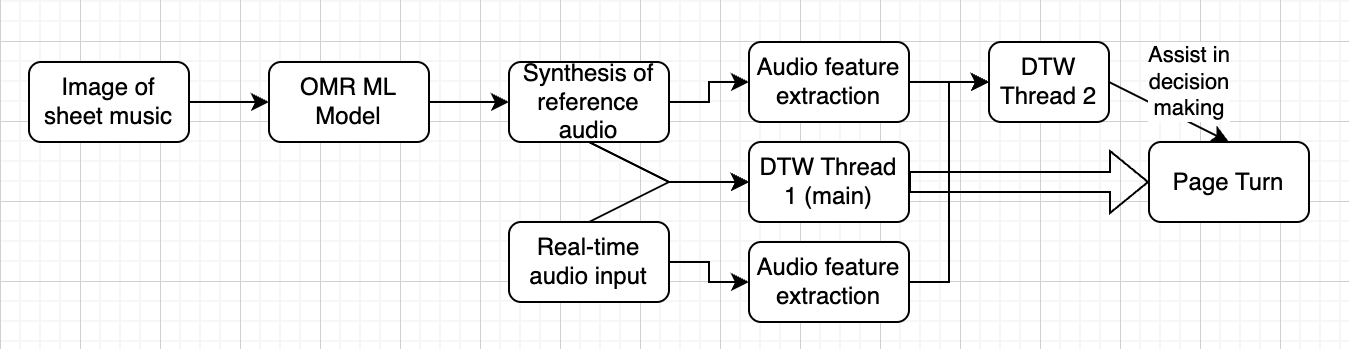 Image of
sheet music
OMR ML
Model
Synthesis of
reference
audio
Real-time
audio input
Audio feature
extraction
DTW Thread
1 (main)
Audio feature
extraction
DTW
Thread 2
Assist in
decision
making
Page Turn